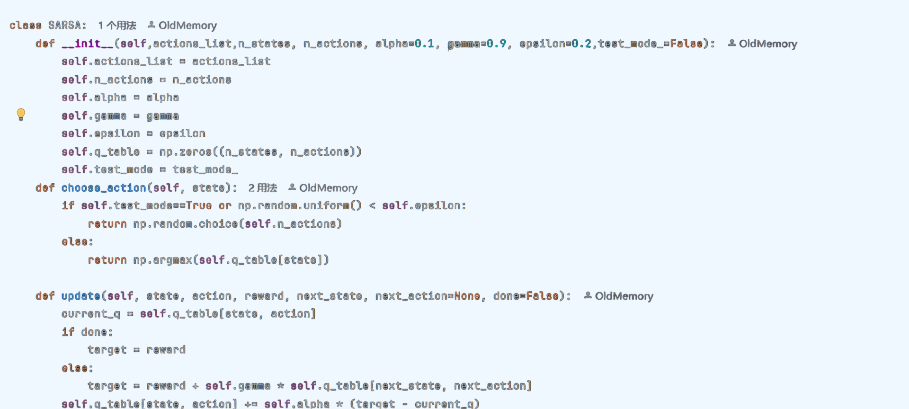 class SARSA: 1 个用法 OldMemory
    def __init__(self,actions_list,n_states, n_actions, alpha=0.1, gamma=0.9, epsilon=0.2,test_mode_=False): OldMemory
        self.actions_list = actions_list
        self.n_actions = n_actions
        self.alpha = alpha
        self.gamma = gamma
        self.epsilon = epsilon
        self.q_table = np.zeros((n_states, n_actions))
        self.test_mode = test_mode_
    def choose_action(self, state): 2 用法 OldMemory
        if self.test_mode==True or np.random.uniform() < self.epsilon:
            return np.random.choice(self.n_actions)
        else:
            return np.argmax(self.q_table[state])
    def update(self, state, action, reward, next_state, next_action=None, done=False): OldMemory
        current_q = self.q_table[state, action]
        if done:
            target = reward
        else:
            target = reward + self.gamma * self.q_table[next_state, next_action]
        self.q_table[state, action] += self.alpha * (target - current_q)